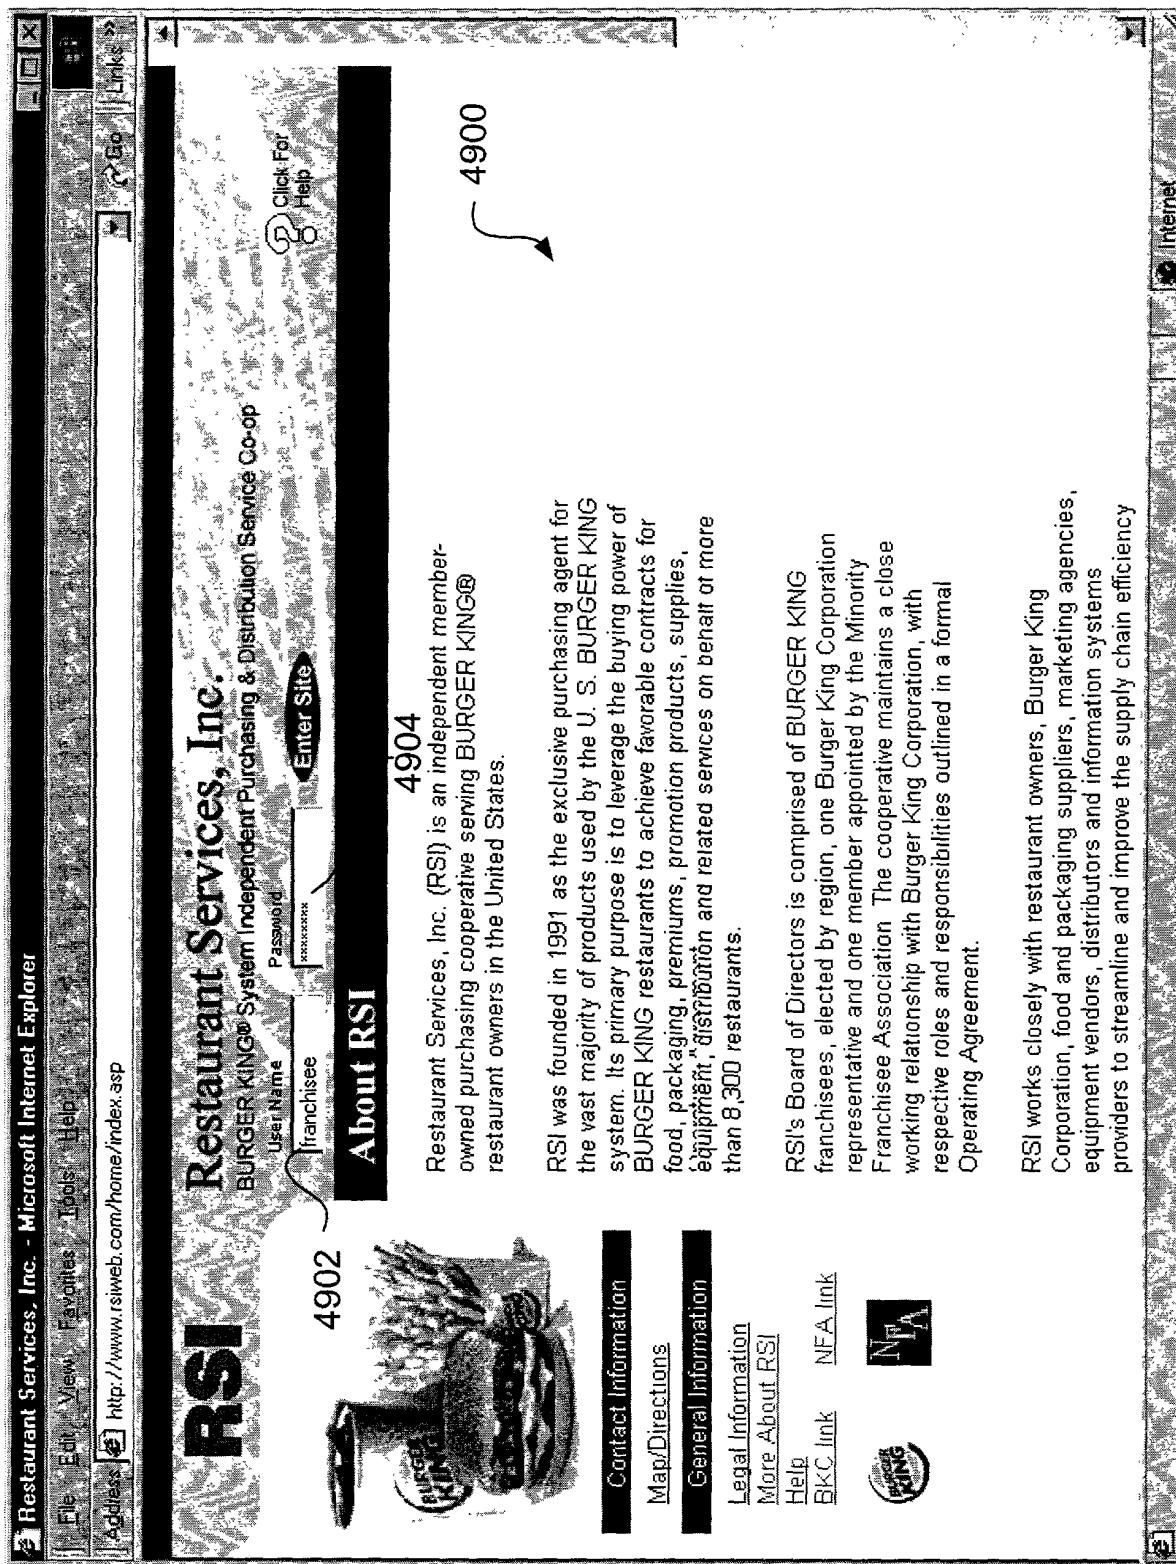 Restaurant Services, Inc. - Microsoft Internet Explorer
File Edit View Favorites Tools Help
Address http://www.rsiweb.com/home/index.asp Go Links »
RSI
Restaurant Services, Inc.
BURGER KING® System Independent Purchasing & Distribution Service Co-op
User Name Password
franchisee xxxxxxxxx Enter Site
Click For
Help
4902
4904
4900
About RSI
BURGER
KING
BURGER
KING
Contact Information
Map/Directions
General Information
Legal Information
More About RSI
Help
BKC link NFA link
BURGER
KING
NFA
Restaurant Services, Inc. (RSI) is an independent member-
owned purchasing cooperative serving BURGER KING®
restaurant owners in the United States.
RSI was founded in 1991 as the exclusive purchasing agent for
the vast majority of products used by the U. S. BURGER KING
system. Its primary purpose is to leverage the buying power of
BURGER KING restaurants to achieve favorable contracts for
food, packaging, premiums, promotion products, supplies,
equipment, distribution and related services on behalf of more
than 8,300 restaurants.
RSI's Board of Directors is comprised of BURGER KING
franchisees, elected by region, one Burger King Corporation
representative and one member appointed by the Minority
Franchisee Association The cooperative maintains a close
working relationship with Burger King Corporation, with
respective roles and responsibilities outlined in a formal
Operating Agreement.
RSI works closely with restaurant owners, Burger King
Corporation, food and packaging suppliers, marketing agencies,
equipment vendors, distributors and information systems
providers to streamline and improve the supply chain efficiency
Internet